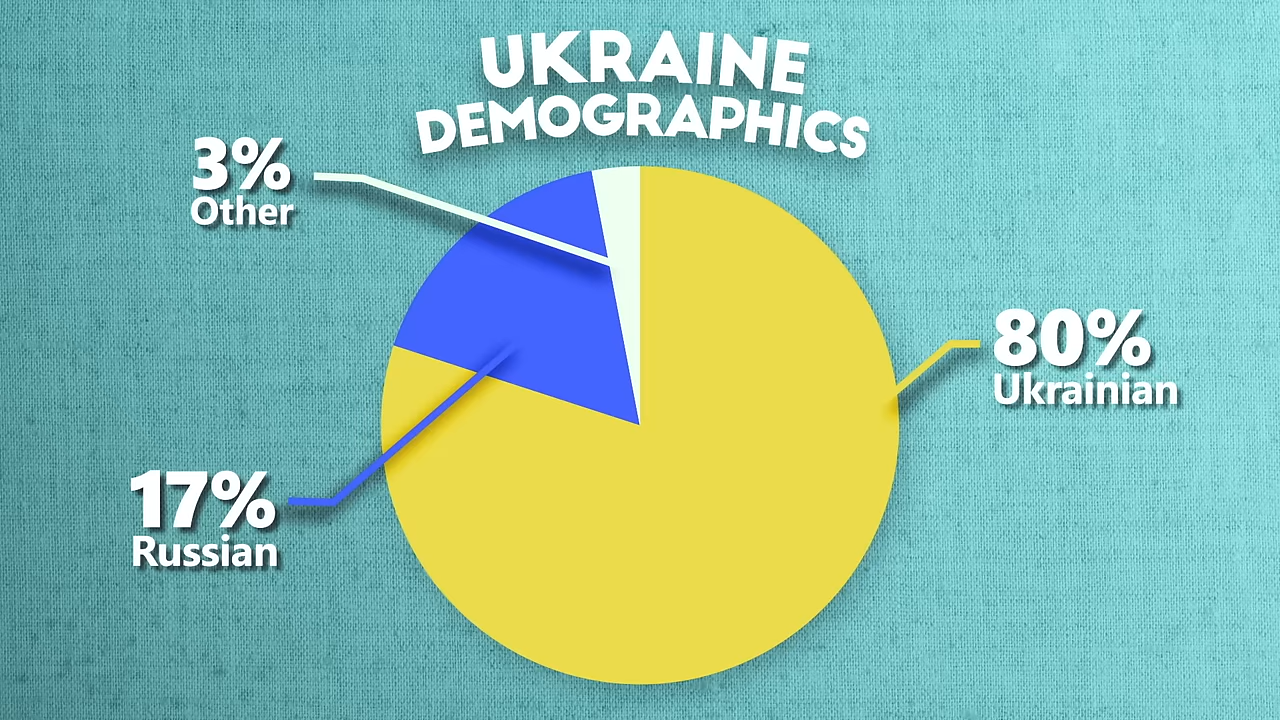 UKRAINE
DEMOGRAPHICS
3%
Other
80%
Ukrainian
17%
Russian